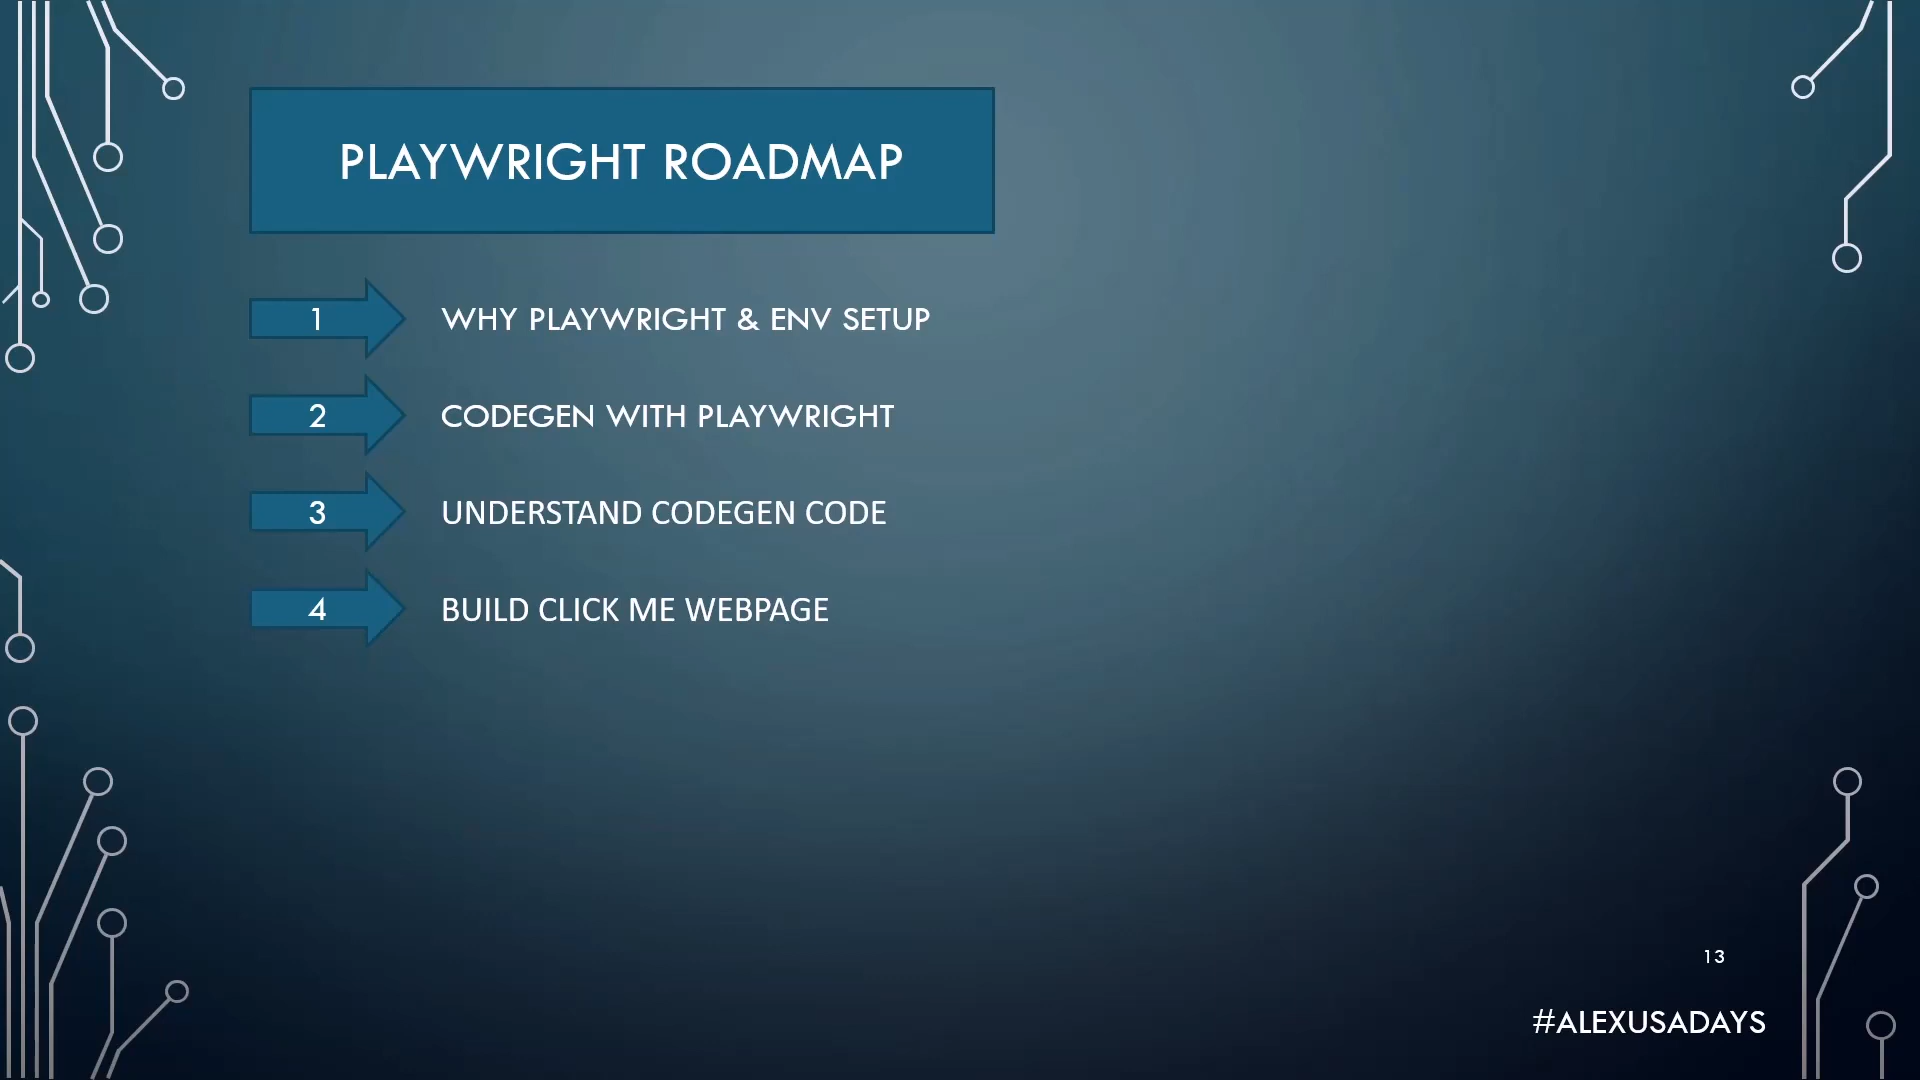 PLAYWRIGHT ROADMAP
1 WHY PLAYWRIGHT & ENV SETUP
2 CODEGEN WITH PLAYWRIGHT
3 UNDERSTAND CODEGEN CODE
4 BUILD CLICK ME WEBPAGE
13
#ALEXUSADAYS